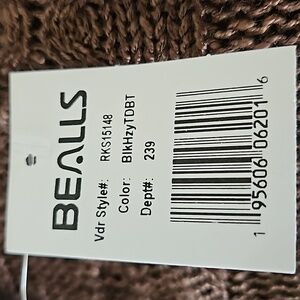 BEALLS
Vdr Style#: RKS15148
Color: BlkHzyTDBT
Dept#: 239
1 95606 06201 6